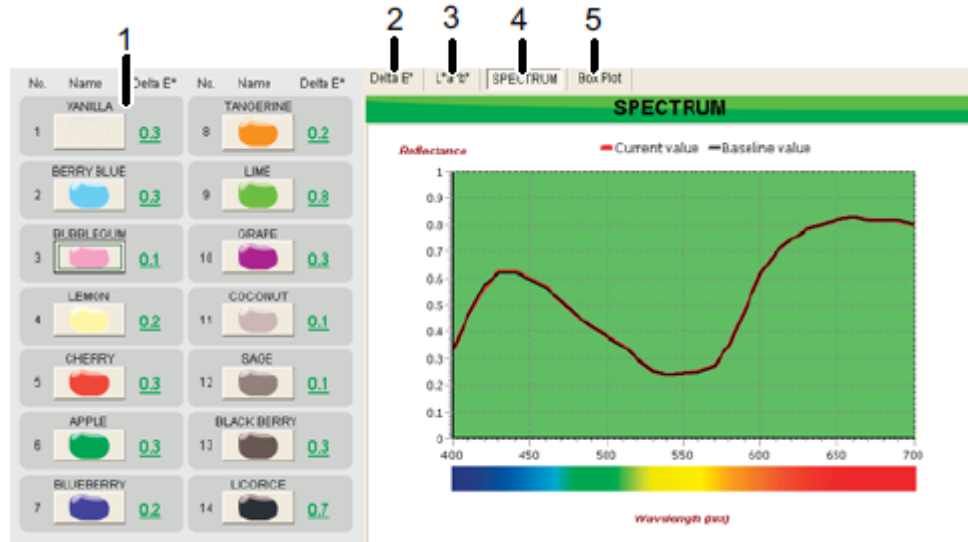 1
2
3
4
5
No. Name Delta E* No. Name Delta E*
Delta E* L*a*b* SPECTRUM Box Plot
VANILLA
1 0.3
BERRY BLUE
2 0.3
BUBBLEGUM
3 0.1
LEMON
4 0.2
CHERRY
5 0.3
APPLE
6 0.3
BLUEBERRY
7 0.2
TANGERINE
8 0.2
LIME
9 0.8
GRAPE
10 0.3
COCONUT
11 0.1
SAGE
12 0.1
BLACK BERRY
13 0.3
LICORICE
14 0.7
SPECTRUM
Reflectance
Current value Baseline value
1
0.9
0.8
0.7
0.6
0.5
0.4
0.3
0.2
0.1
0
400 450 500 550 600 650 700
Wavelength (nm)